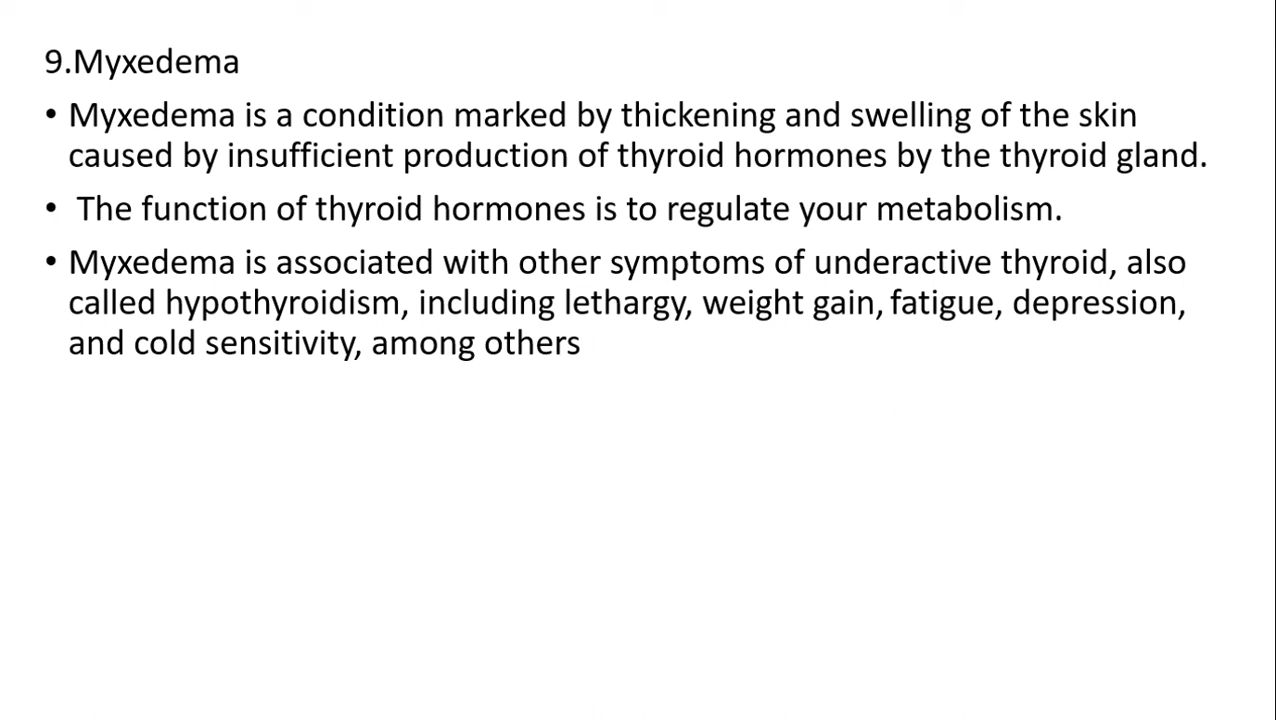 9.Myxedema
• Myxedema is a condition marked by thickening and swelling of the skin
caused by insufficient production of thyroid hormones by the thyroid gland.
• The function of thyroid hormones is to regulate your metabolism.
• Myxedema is associated with other symptoms of underactive thyroid, also
called hypothyroidism, including lethargy, weight gain, fatigue, depression,
and cold sensitivity, among others